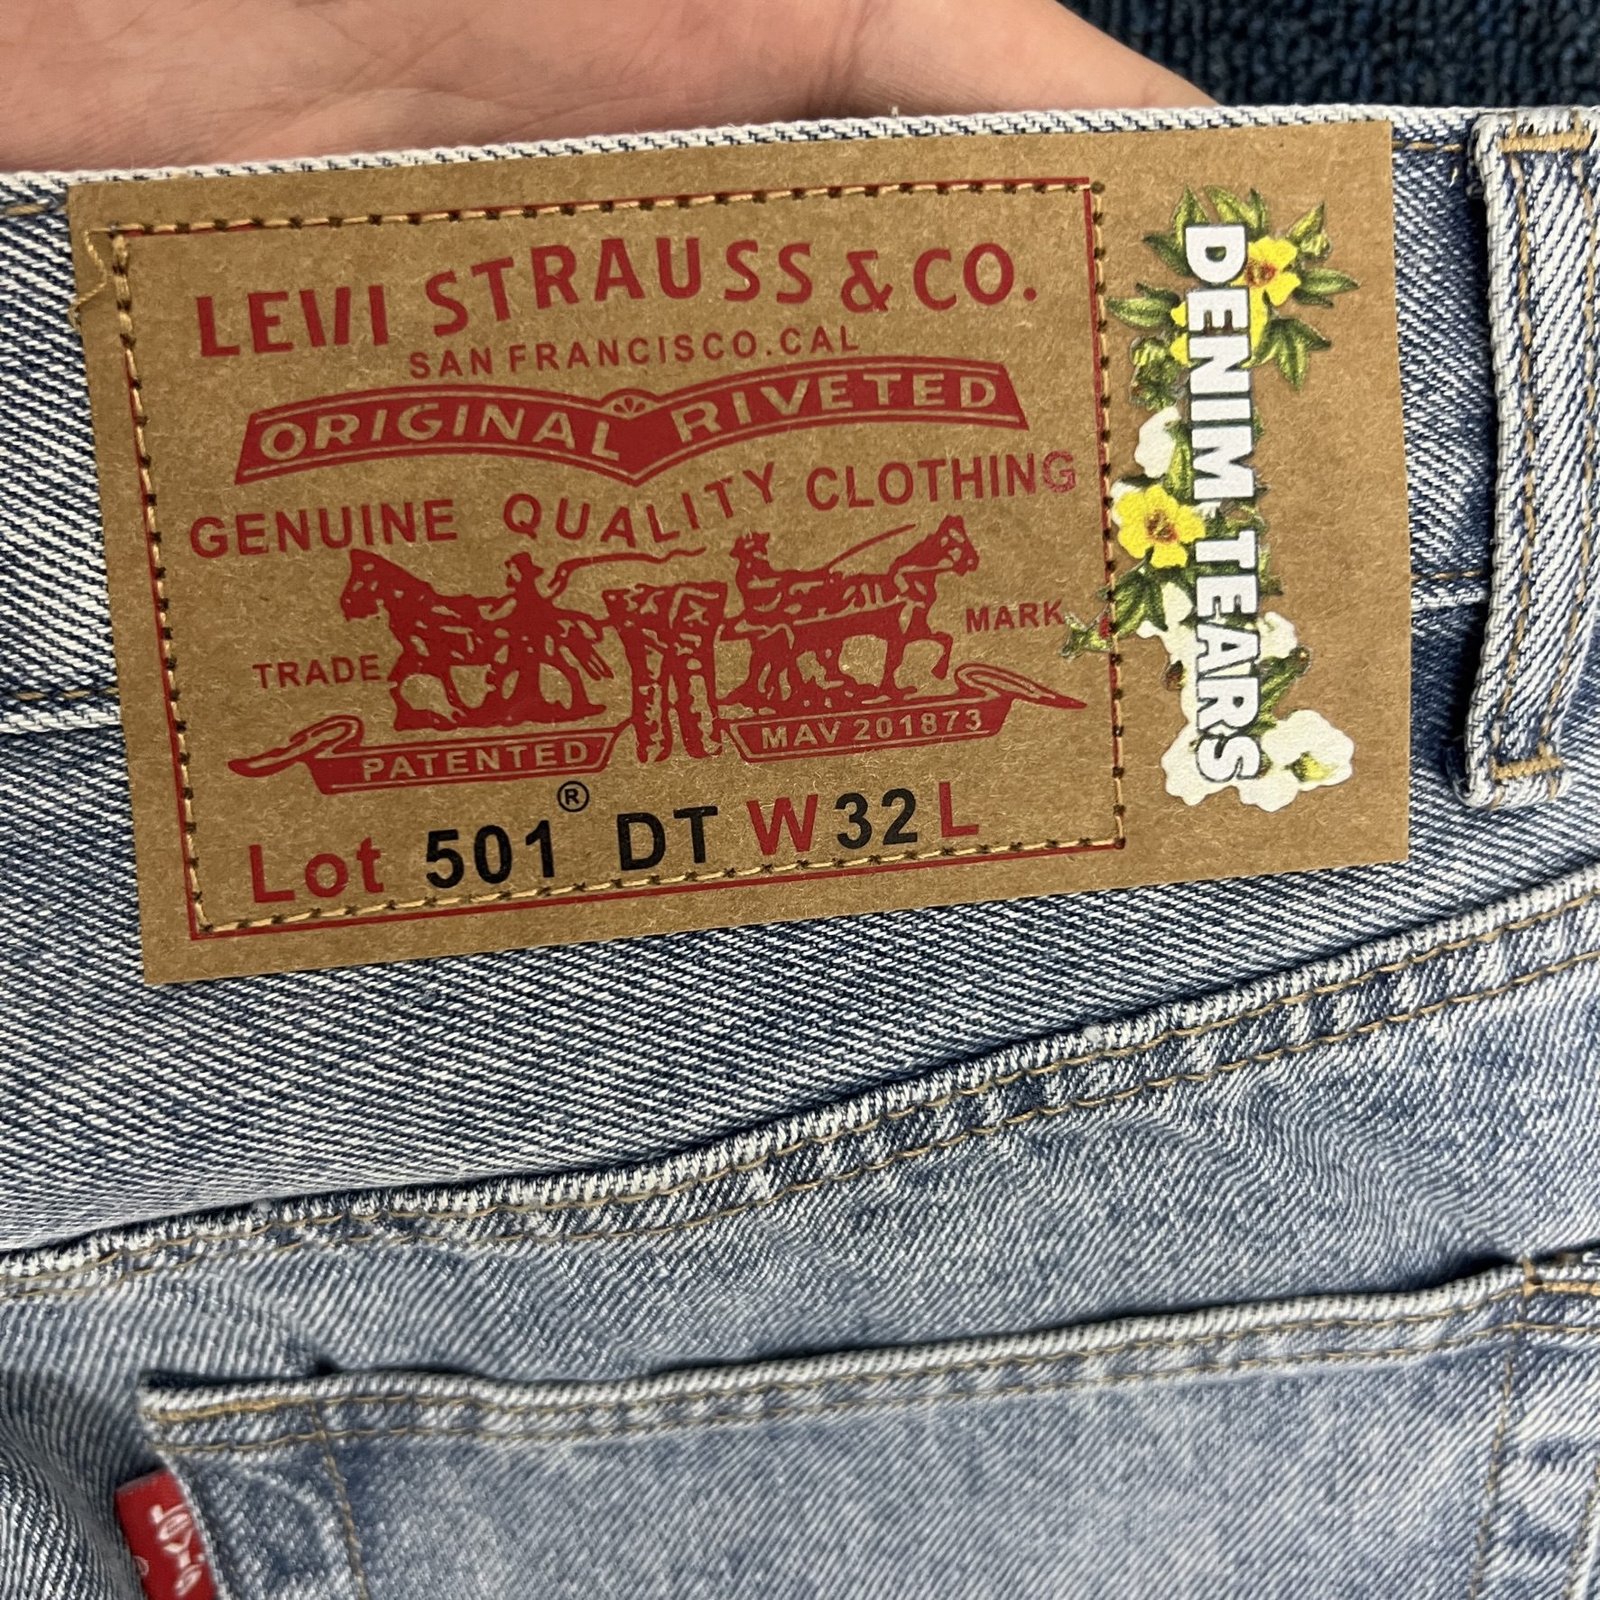 LEVI STRAUSS & CO.
SAN FRANCISCO.CAL
ORIGINAL RIVETED
GENUINE QUALITY CLOTHING
TRADE MARK
PATENTED MAV 201873
Lot 501® DT W32L
DENIM TEARS